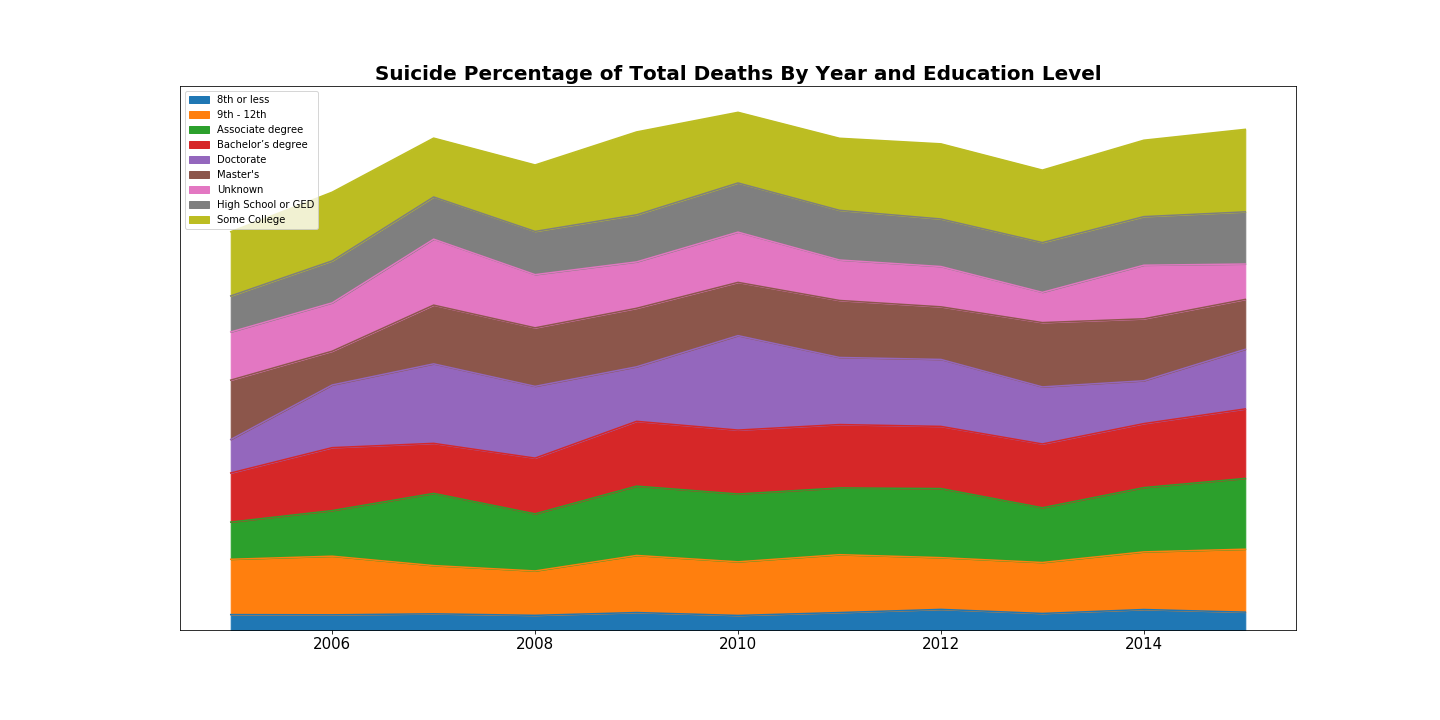 Suicide Percentage of Total Deaths By Year and Education Level
8th or less
9th - 12th
Associate degree
Bachelor’s degree
Doctorate
Master's
Unknown
High School or GED
Some College
2006 2008 2010 2012 2014